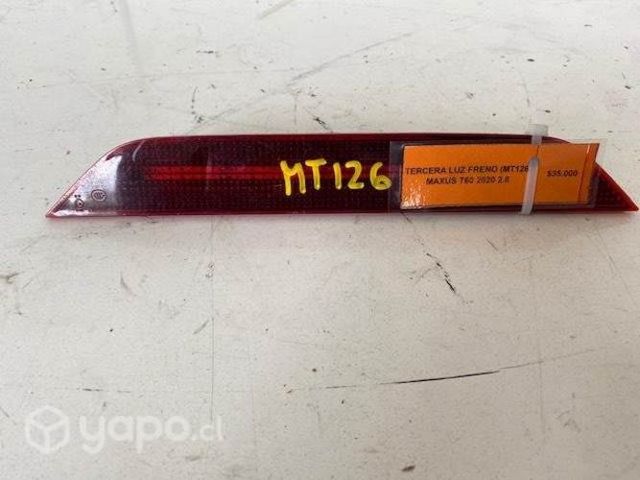 MT126
TERCERA LUZ FRENO (MT126
MAXUS T60 2020 2.8
$35.000
yapo.cl